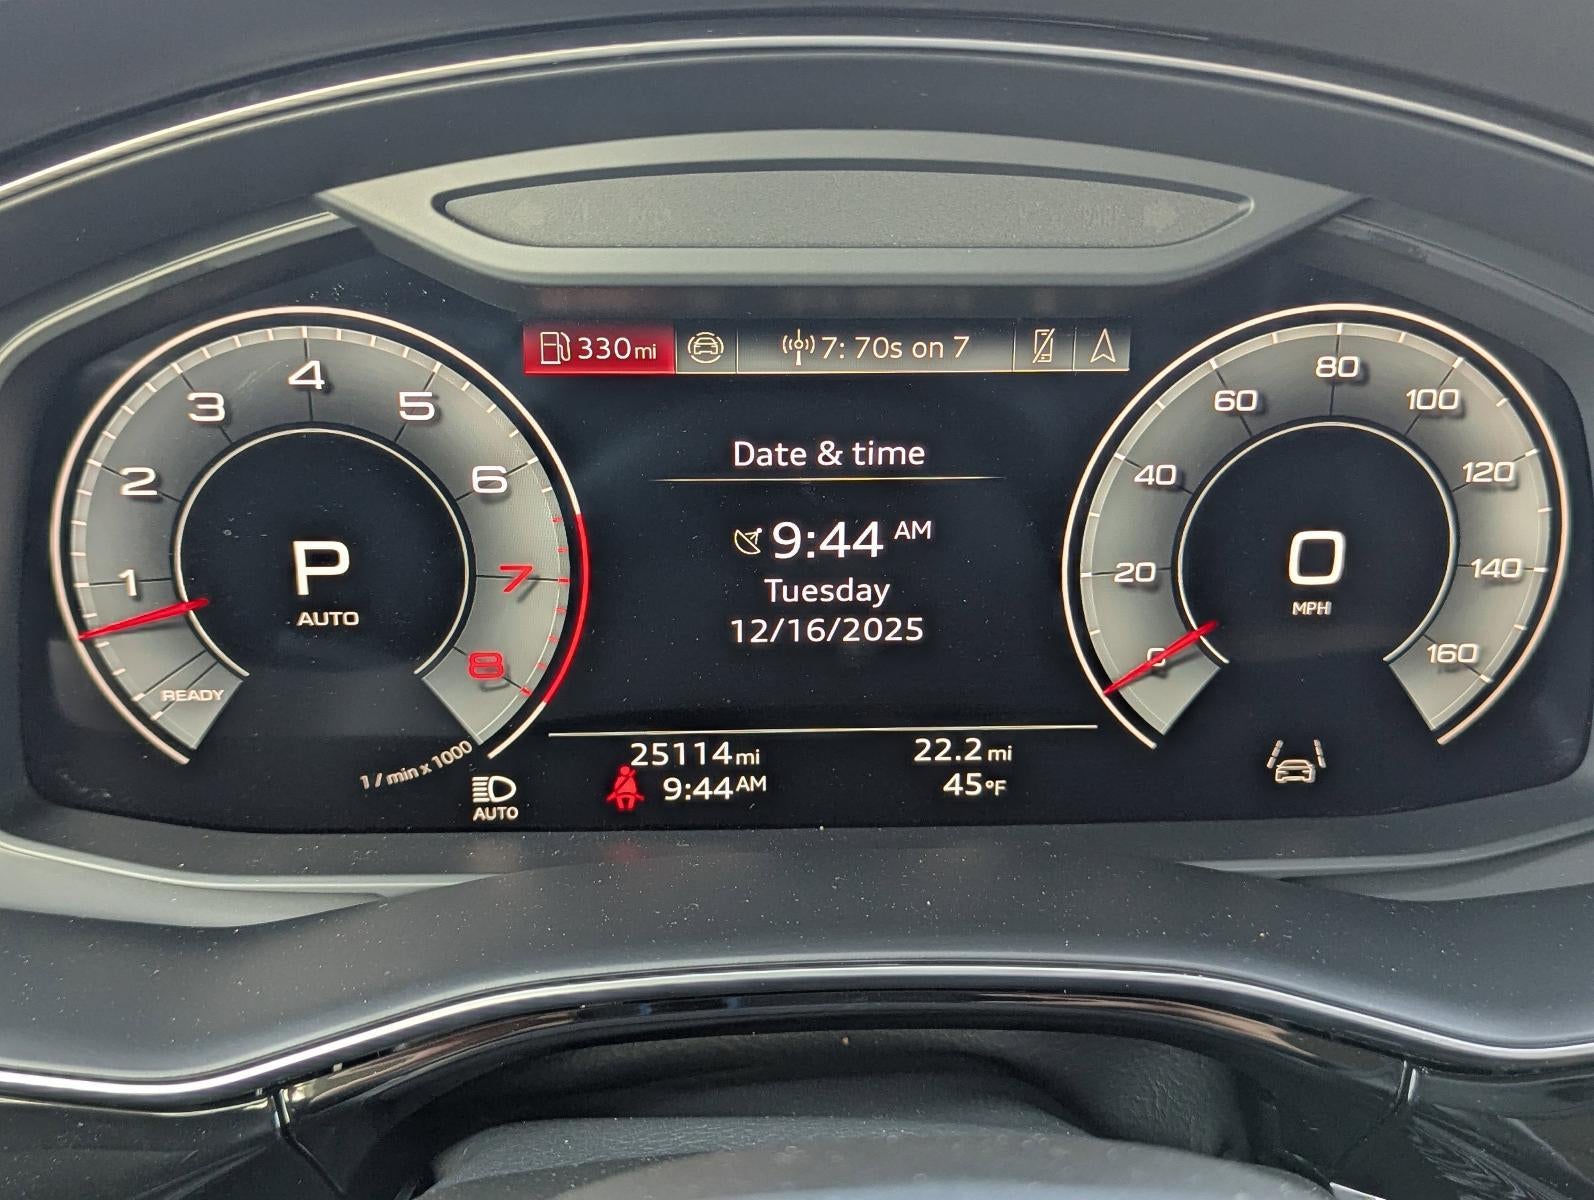 330mi
7: 70s on 7
Date & time
9:44 AM
Tuesday
12/16/2025
1
2
3
4
5
6
7
8
READY
P
AUTO
1 / min x 1000
AUTO
25114mi
22.2mi
9:44AM
45°F
0
20
40
60
80
100
120
140
160
0
MPH